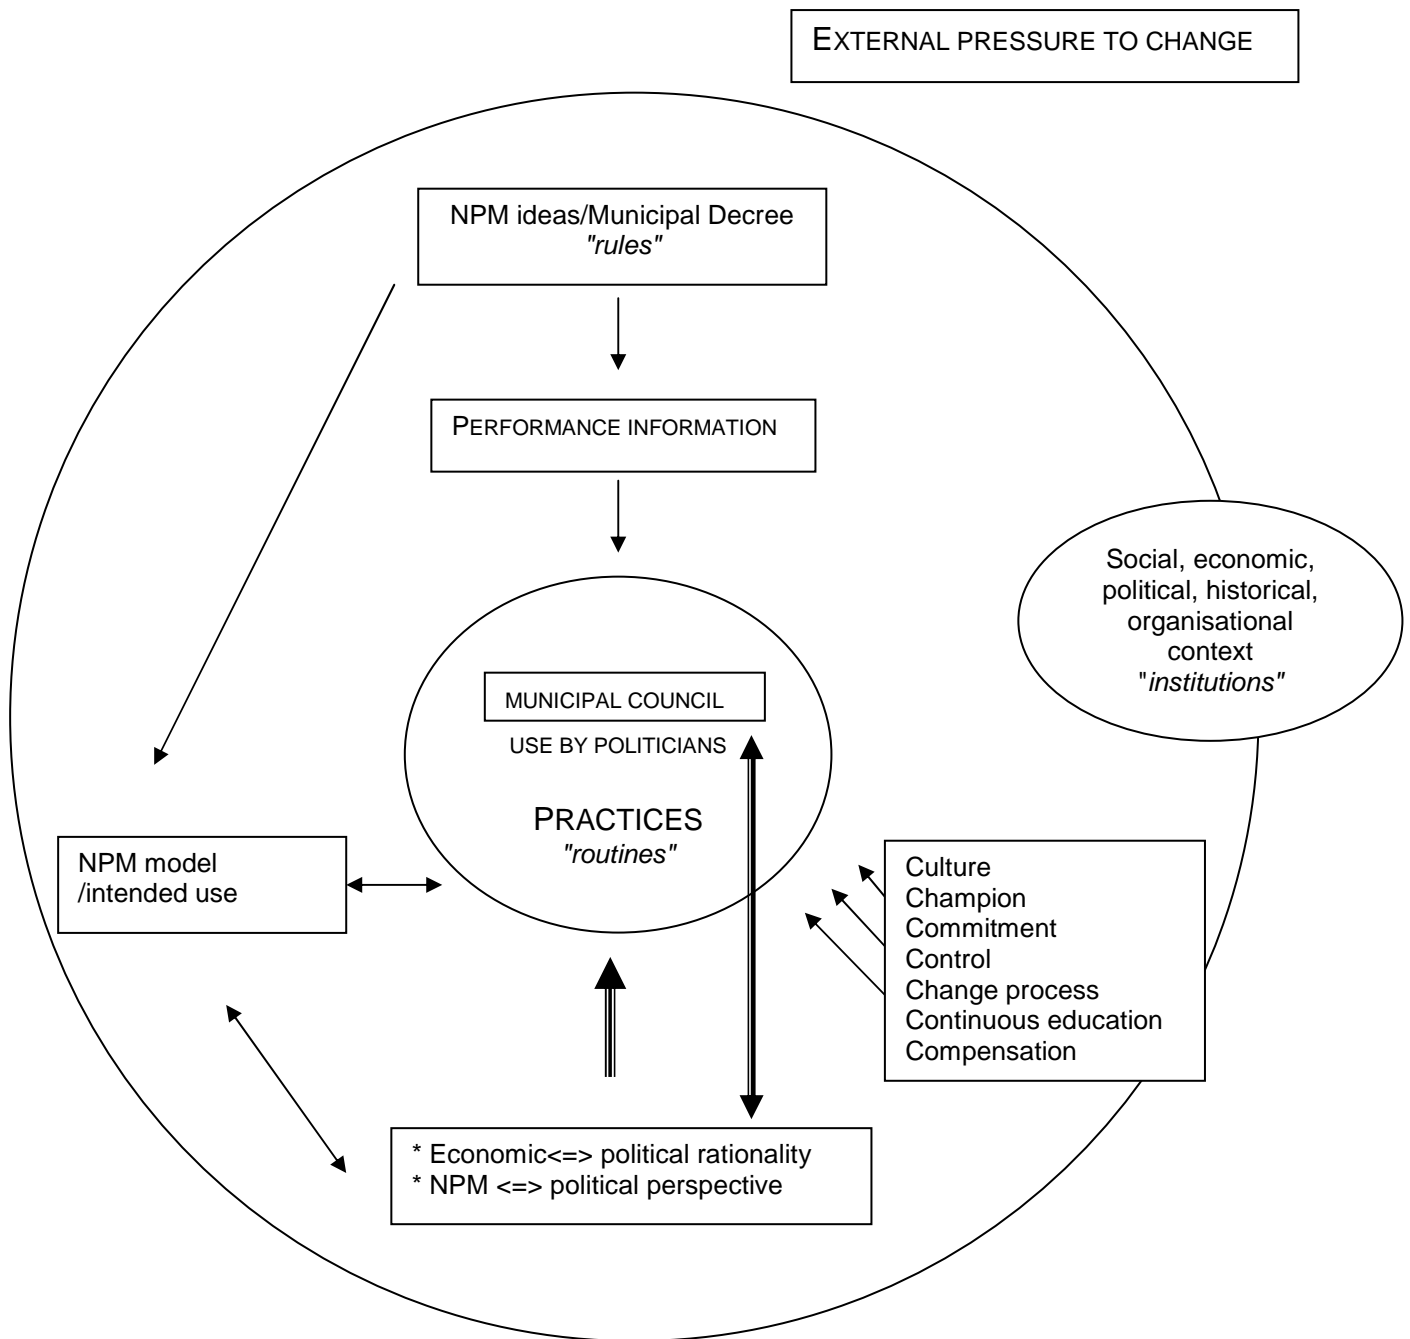 EXTERNAL PRESSURE TO CHANGE
NPM ideas/Municipal Decree
"rules"
PERFORMANCE INFORMATION
Social, economic,
political, historical,
organisational
context
"institutions"
MUNICIPAL COUNCIL
USE BY POLITICIANS
PRACTICES
"routines"
NPM model
/intended use
Culture
Champion
Commitment
Control
Change process
Continuous education
Compensation
* Economic<=> political rationality
* NPM <=> political perspective